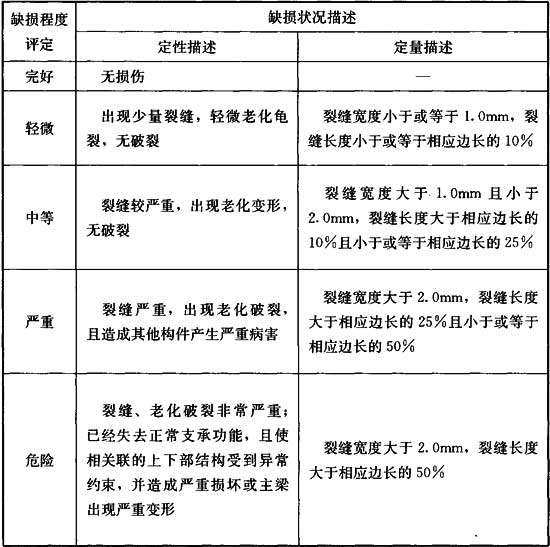 缺损程度评定 缺损状况描述
定性描述 定量描述
完好 无损伤 —
轻微
出现少量裂缝，轻微老化龟
裂，无破裂
裂缝宽度小于或等于1.0mm，裂
缝长度小于或等于相应边长的10%
中等
裂缝较严重，出现老化变形，
无破裂
裂缝宽度大于1.0mm且小于
2.0mm，裂缝长度大于相应边长的
10%且小于或等于相应边长的25%
严重
裂缝严重，出现老化破裂，
且造成其他构件产生严重病害
裂缝宽度大于2.0mm，裂缝长度
大于相应边长的25%且小于或等于
相应边长的50%
危险
裂缝、老化破裂非常严重；
已经失去正常支承功能，且使
相关联的上下部结构受到异常
约束，并造成严重损坏或主梁
出现严重变形
裂缝宽度大于2.0mm，裂缝长度
大于相应边长的50%